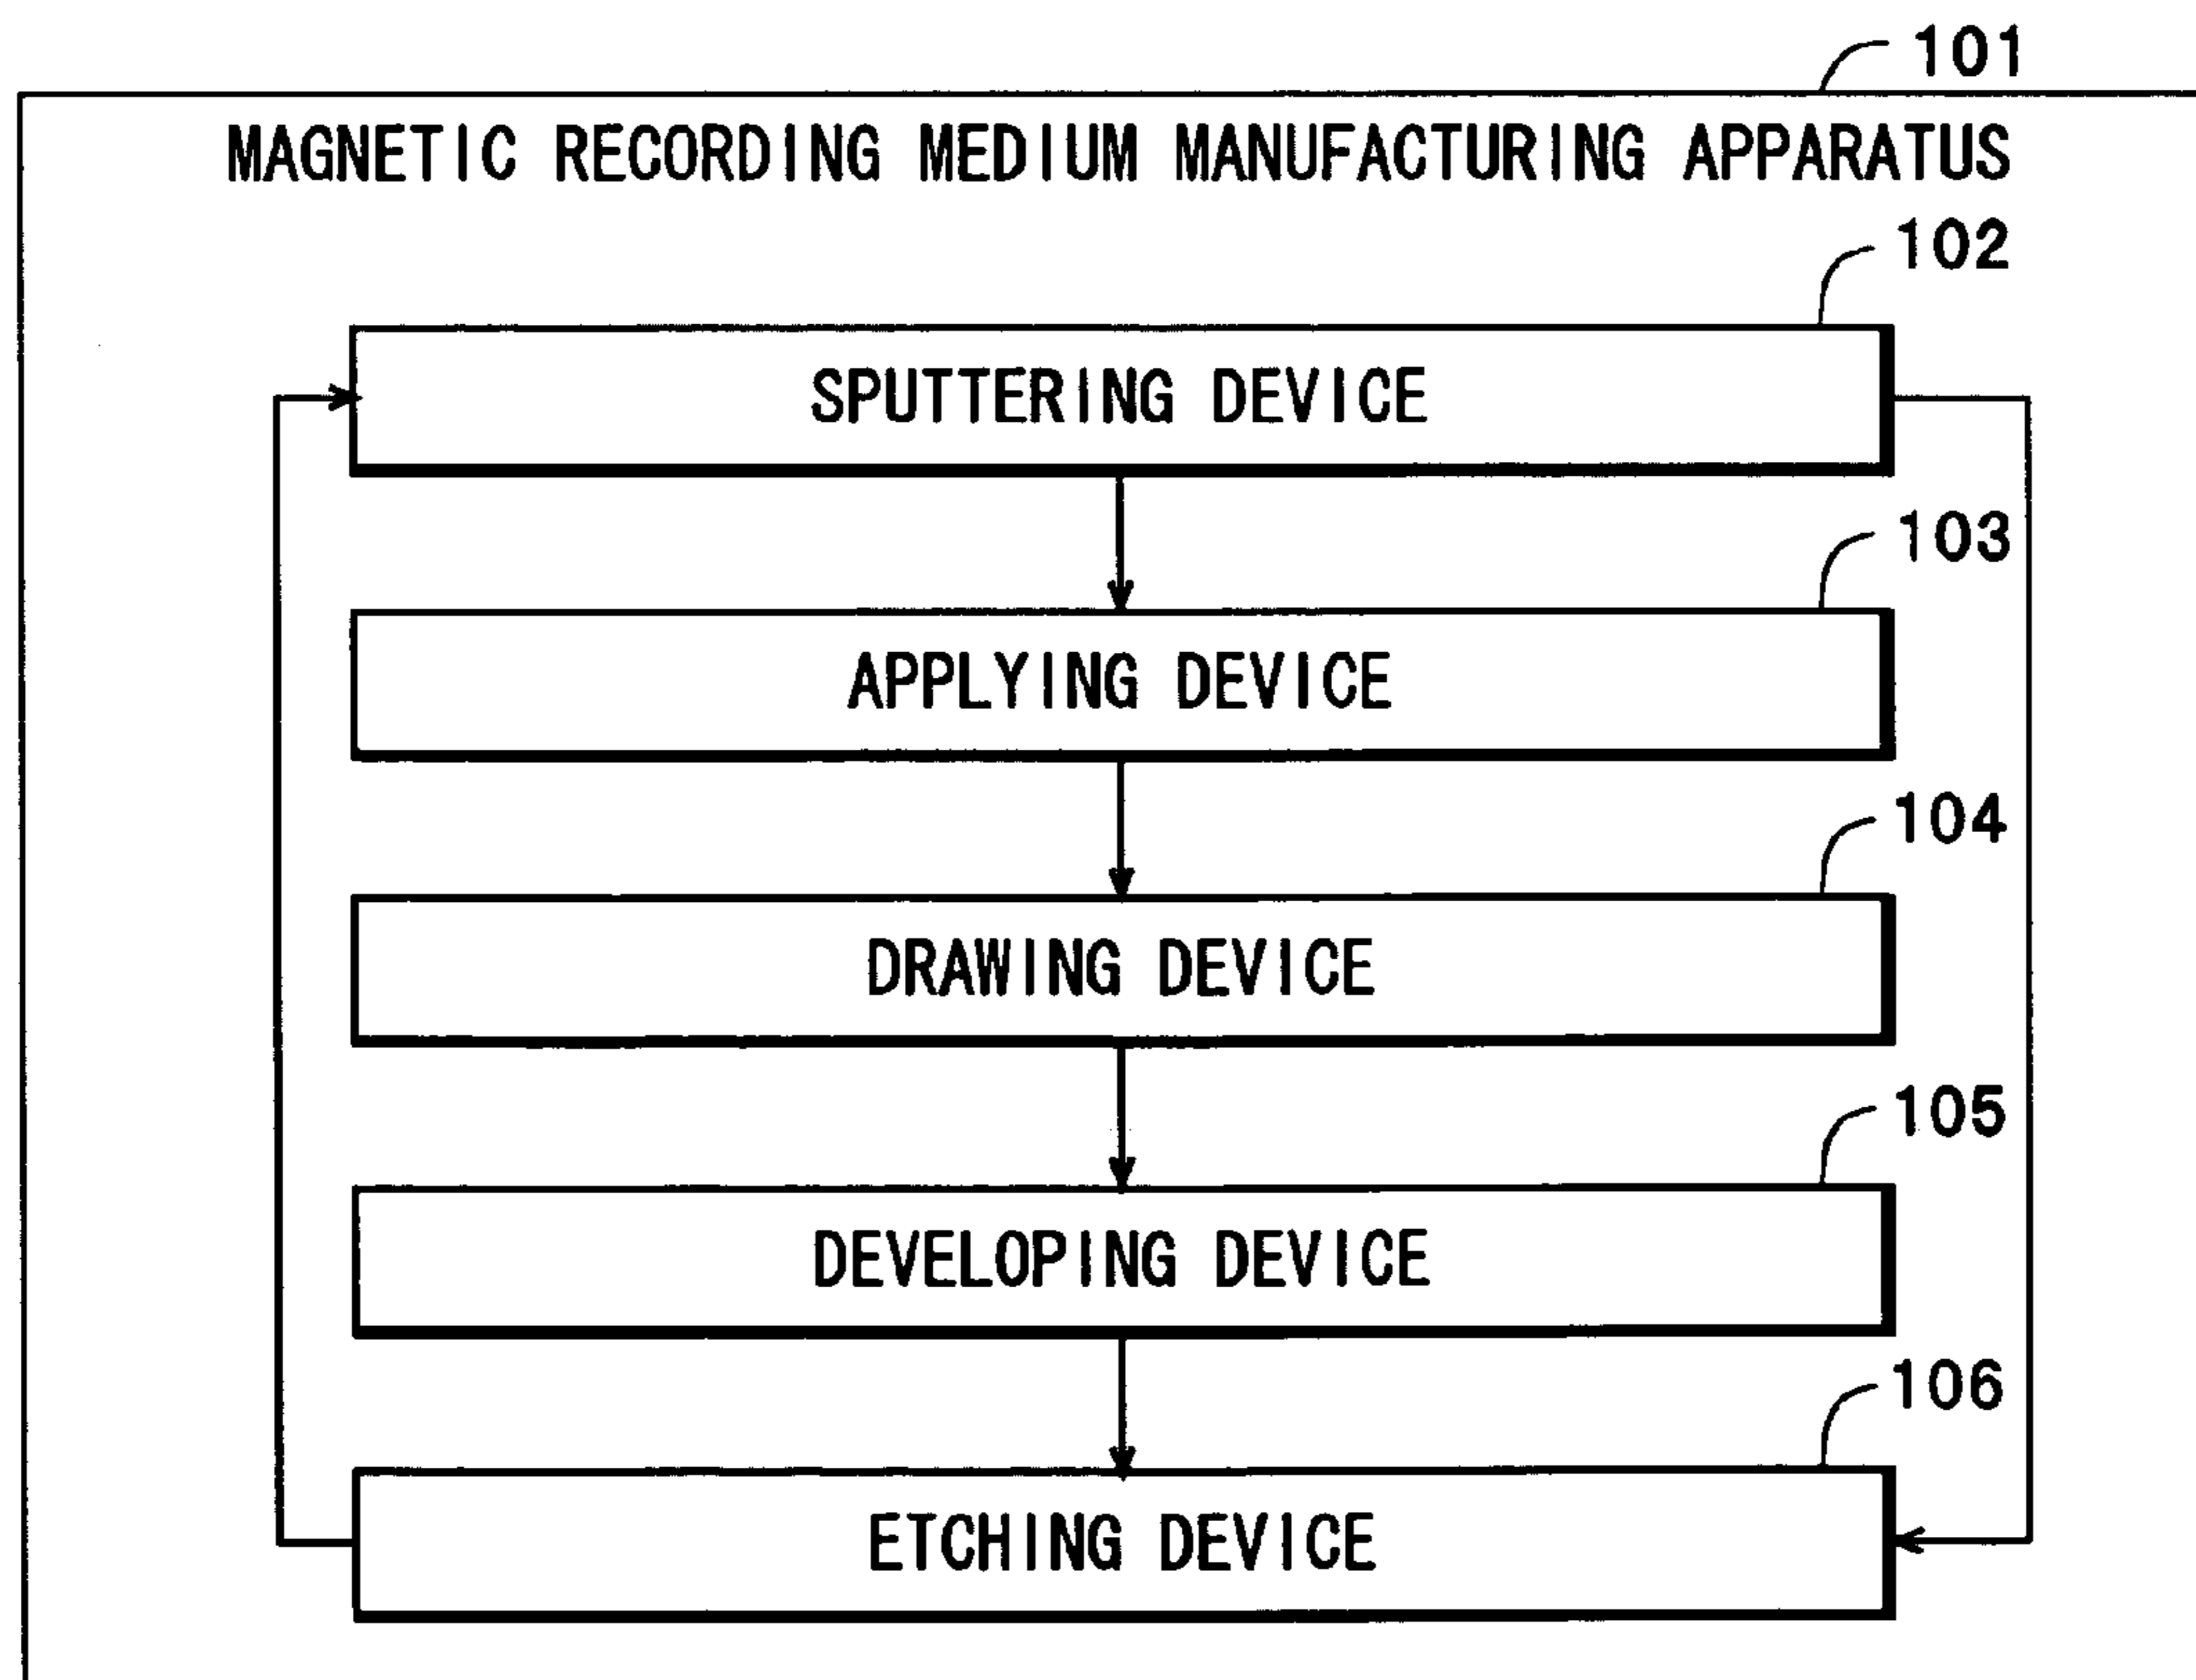 101
MAGNETIC RECORDING MEDIUM MANUFACTURING APPARATUS
102
SPUTTERING DEVICE
103
APPLYING DEVICE
104
DRAWING DEVICE
105
DEVELOPING DEVICE
106
ETCHING DEVICE